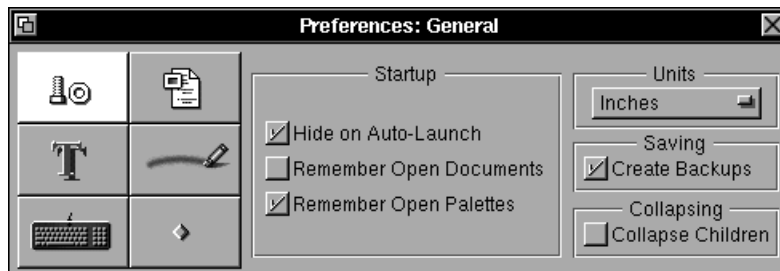 Preferences: General
Startup
Hide on Auto-Launch
Remember Open Documents
Remember Open Palettes
Units
Inches
Saving
Create Backups
Collapsing
Collapse Children
T